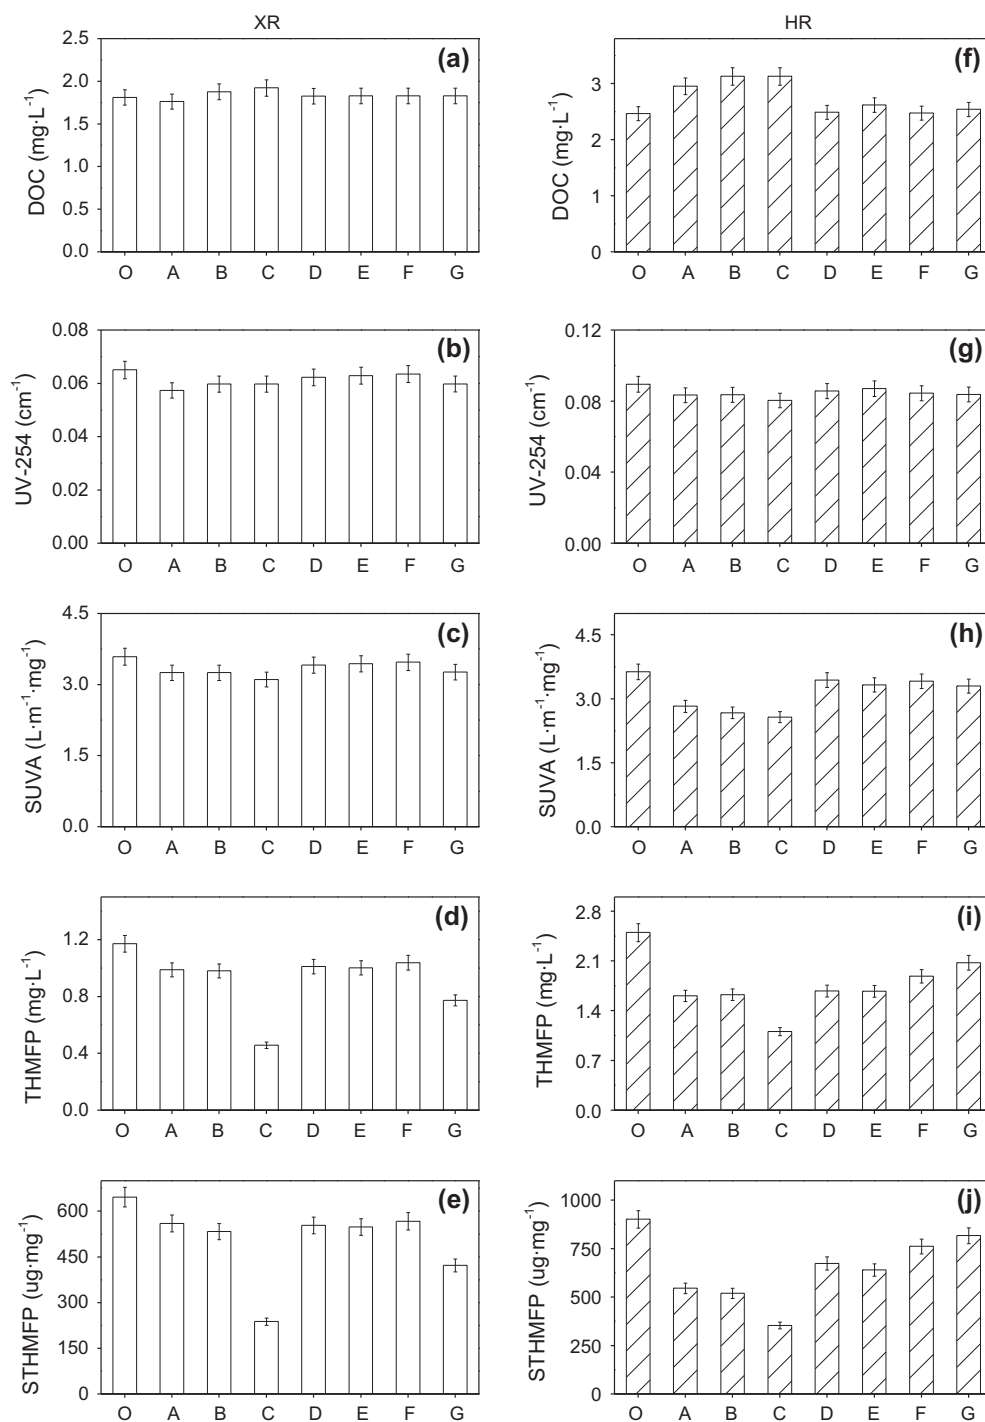 XR
HR
(a)
DOC (mg·L⁻¹)
2.5
2.0
1.5
1.0
0.5
0.0
O A B C D E F G
(f)
DOC (mg·L⁻¹)
3
2
1
0
O A B C D E F G
(b)
UV-254 (cm⁻¹)
0.08
0.06
0.04
0.02
0.00
O A B C D E F G
(g)
UV-254 (cm⁻¹)
0.12
0.08
0.04
0.00
O A B C D E F G
(c)
SUVA (L·m⁻¹·mg⁻¹)
4.5
3.0
1.5
0.0
O A B C D E F G
(h)
SUVA (L·m⁻¹·mg⁻¹)
4.5
3.0
1.5
0.0
O A B C D E F G
(d)
THMFP (mg·L⁻¹)
1.2
0.8
0.4
0.0
O A B C D E F G
(i)
THMFP (mg·L⁻¹)
2.8
2.1
1.4
0.7
0.0
O A B C D E F G
(e)
STHMFP (ug·mg⁻¹)
600
450
300
150
0
O A B C D E F G
(j)
STHMFP (ug·mg⁻¹)
1000
750
500
250
0
O A B C D E F G